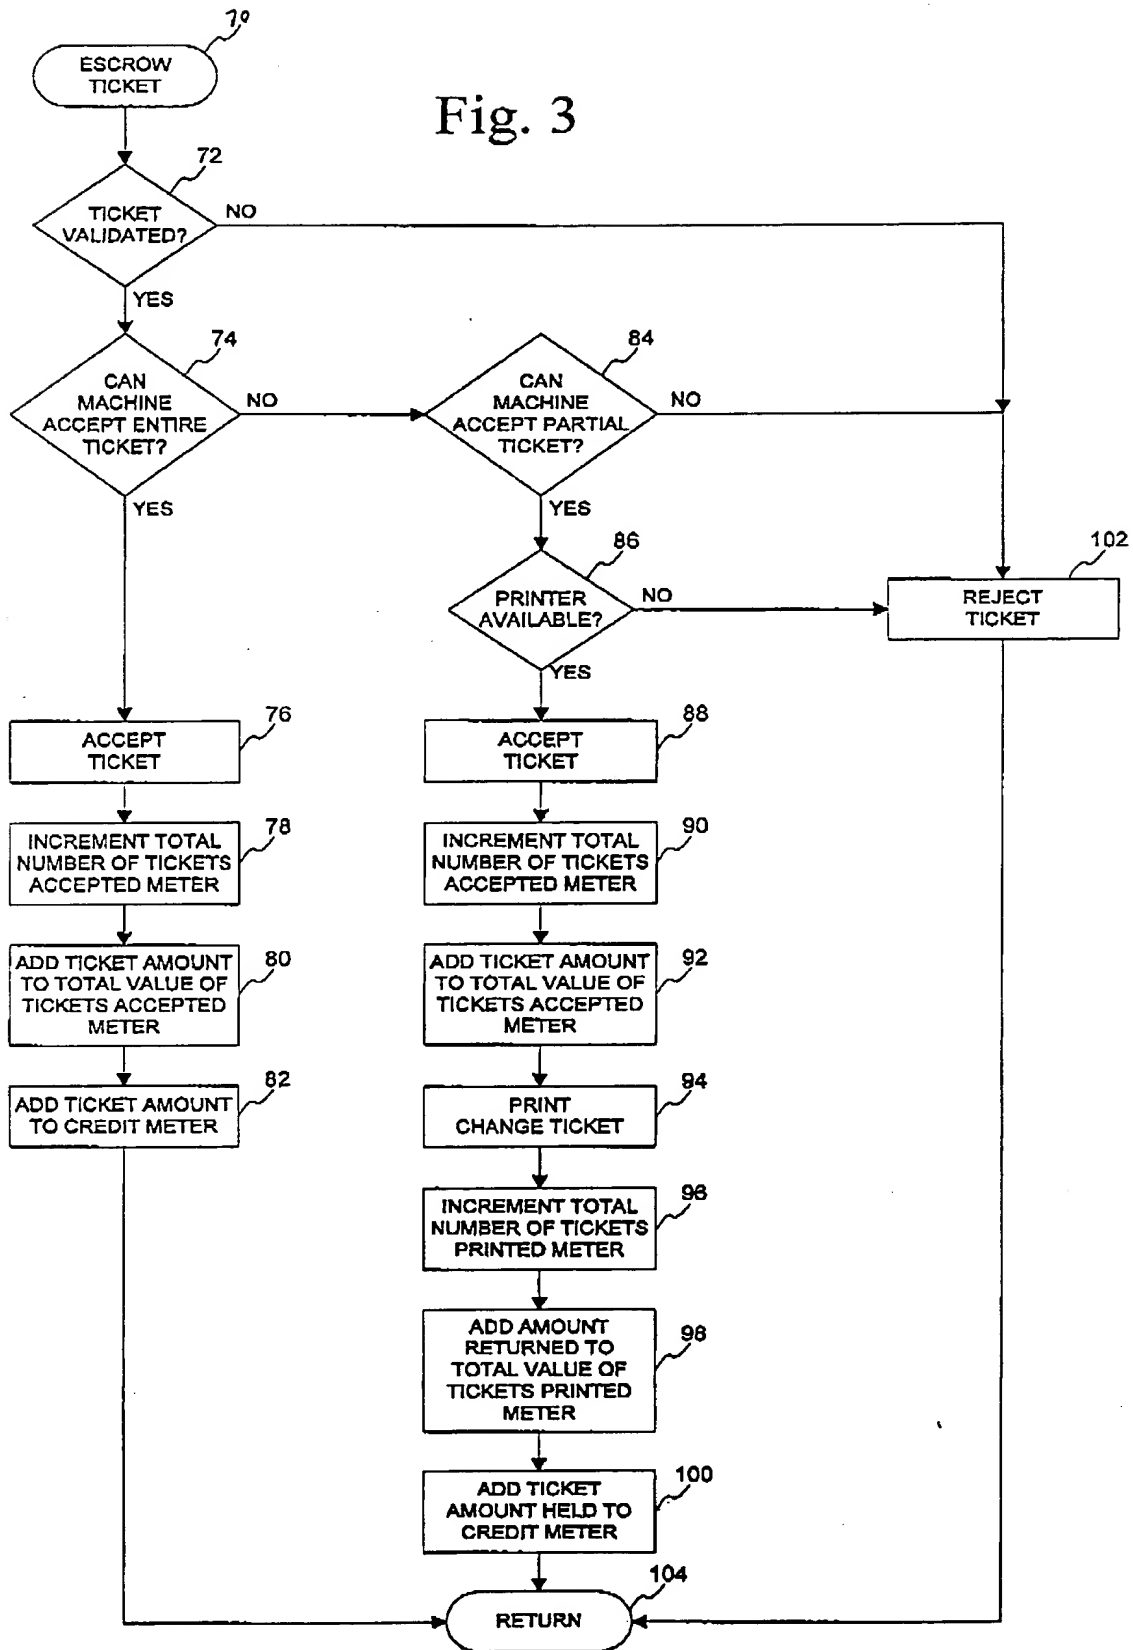 70
ESCROW
TICKET
Fig. 3
72
TICKET
VALIDATED?
NO
YES
74
CAN
MACHINE
ACCEPT ENTIRE
TICKET?
NO
YES
84
CAN
MACHINE
ACCEPT PARTIAL
TICKET?
NO
YES
86
PRINTER
AVAILABLE?
NO
YES
102
REJECT
TICKET
76
ACCEPT
TICKET
88
ACCEPT
TICKET
78
INCREMENT TOTAL
NUMBER OF TICKETS
ACCEPTED METER
90
INCREMENT TOTAL
NUMBER OF TICKETS
ACCEPTED METER
80
ADD TICKET AMOUNT
TO TOTAL VALUE OF
TICKETS ACCEPTED
METER
92
ADD TICKET AMOUNT
TO TOTAL VALUE OF
TICKETS ACCEPTED
METER
82
ADD TICKET AMOUNT
TO CREDIT METER
94
PRINT
CHANGE TICKET
96
INCREMENT TOTAL
NUMBER OF TICKETS
PRINTED METER
98
ADD AMOUNT
RETURNED TO
TOTAL VALUE OF
TICKETS PRINTED
METER
100
ADD TICKET
AMOUNT HELD TO
CREDIT METER
104
RETURN